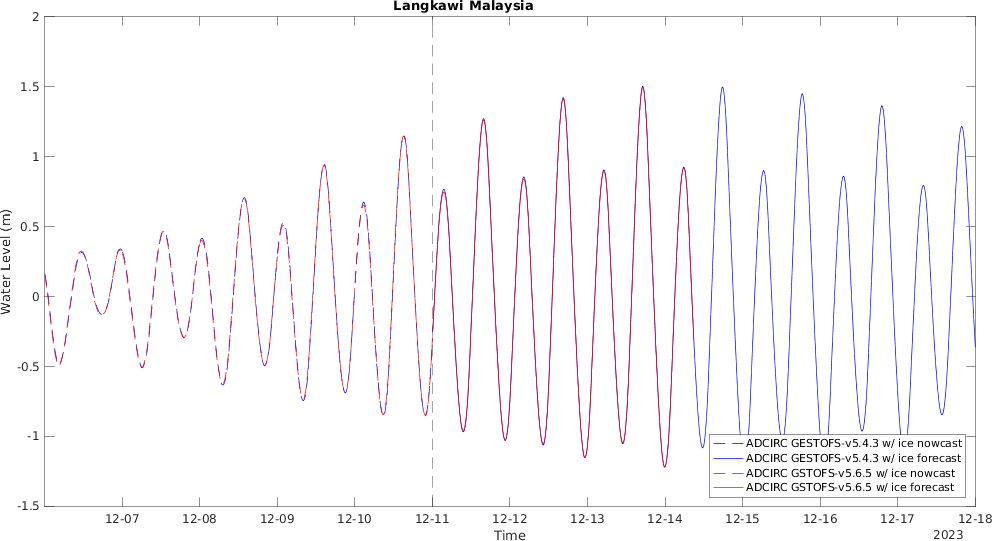 Langkawi Malaysia
2
1.5
1
0.5
0
-0.5
-1
-1.5
Water Level (m)
ADCIRC GESTOFS-v5.4.3 w/ ice nowcast
ADCIRC GESTOFS-v5.4.3 w/ ice forecast
ADCIRC GSTOFS-v5.6.5 w/ ice nowcast
ADCIRC GSTOFS-v5.6.5 w/ ice forecast
12-07 12-08 12-09 12-10 12-11 12-12 12-13 12-14 12-15 12-16 12-17 12-18
Time
2023